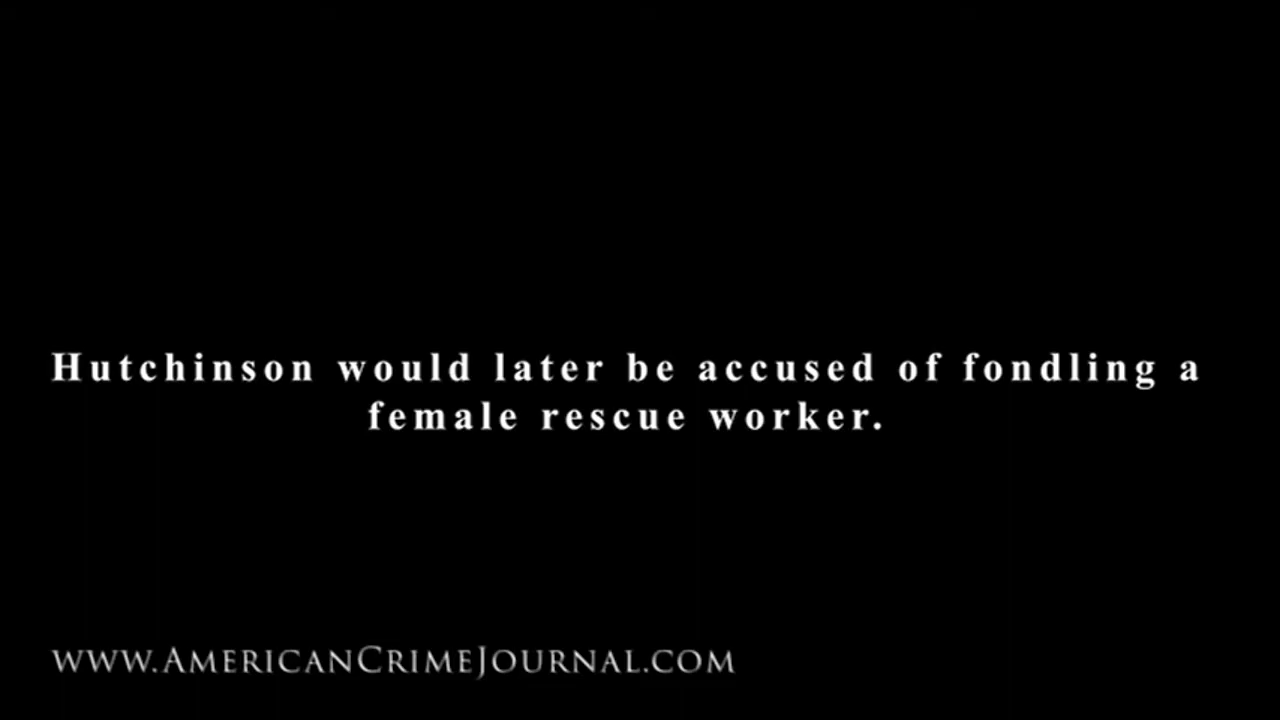 Hutchinson would later be accused of fondling a
female rescue worker.
www.AmericanCrimeJournal.com